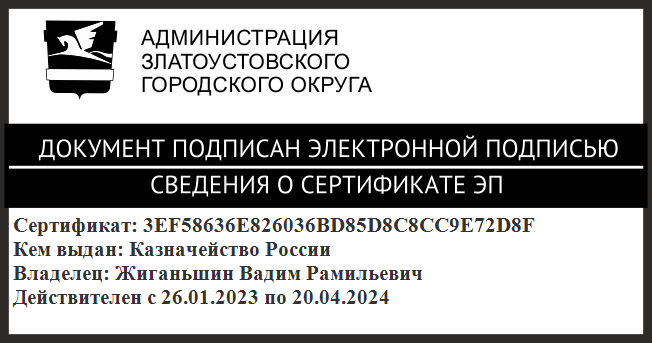 АДМИНИСТРАЦИЯ
ЗЛАТОУСТОВСКОГО
ГОРОДСКОГО ОКРУГА
ДОКУМЕНТ ПОДПИСАН ЭЛЕКТРОННОЙ ПОДПИСЬЮ
СВЕДЕНИЯ О СЕРТИФИКАТЕ ЭП
Сертификат: 3EF58636E826036BD85D8C8CC9E72D8F
Кем выдан: Казначейство России
Владелец: Жиганьшин Вадим Рамильевич
Действителен с 26.01.2023 по 20.04.2024